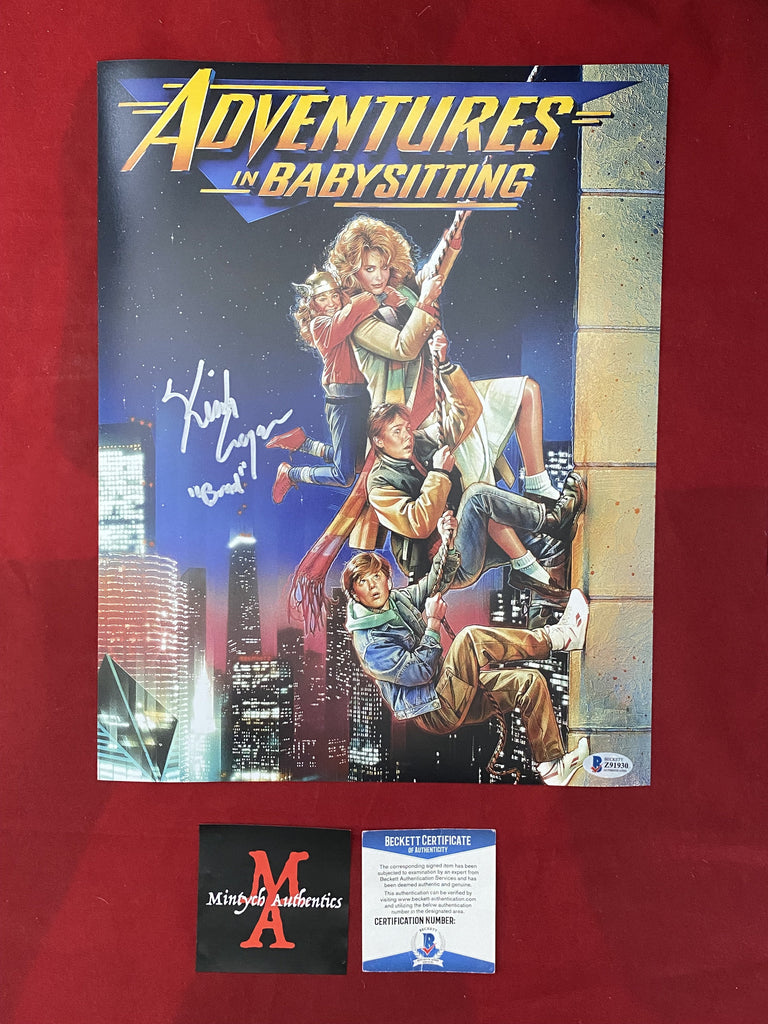 ADVENTURES
IN BABYSITTING
"Brad"
BECKETT
Z91930
MA
Mintych Authentics
BECKETT CERTIFICATE
OF AUTHENTICITY
The corresponding signed item has been
subjected to examination by an expert from
Beckett Authentication Services and has
been deemed authentic and genuine.
This authentication can be verified by
visiting www.beckett-authentication.com
and utilizing the below authentication
number in the designated area.
CERTIFICATION NUMBER:
BECKETT